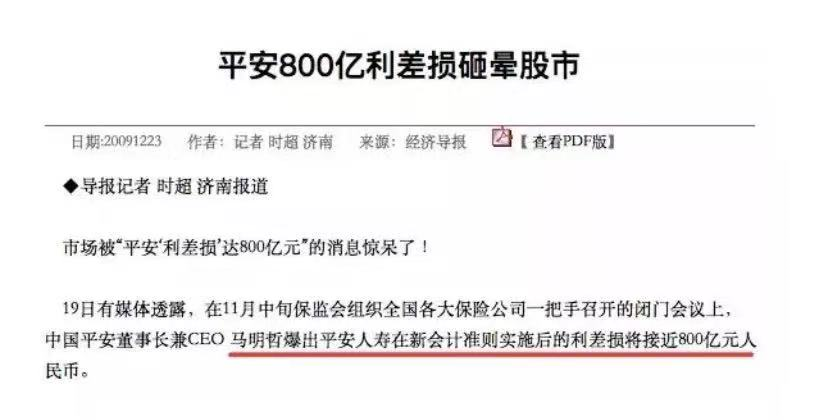 平安800亿利差损砸晕股市
日期:20091223 作者：记者 时超 济南 来源：经济导报 【 查看PDF版】
◆导报记者 时超 济南报道
市场被“平安‘利差损’达800亿元”的消息惊呆了！
19日有媒体透露，在11月中旬保监会组织全国各大保险公司一把手召开的闭门会议上，
中国平安董事长兼CEO 马明哲爆出平安人寿在新会计准则实施后的利差损将接近800亿元人
民币。